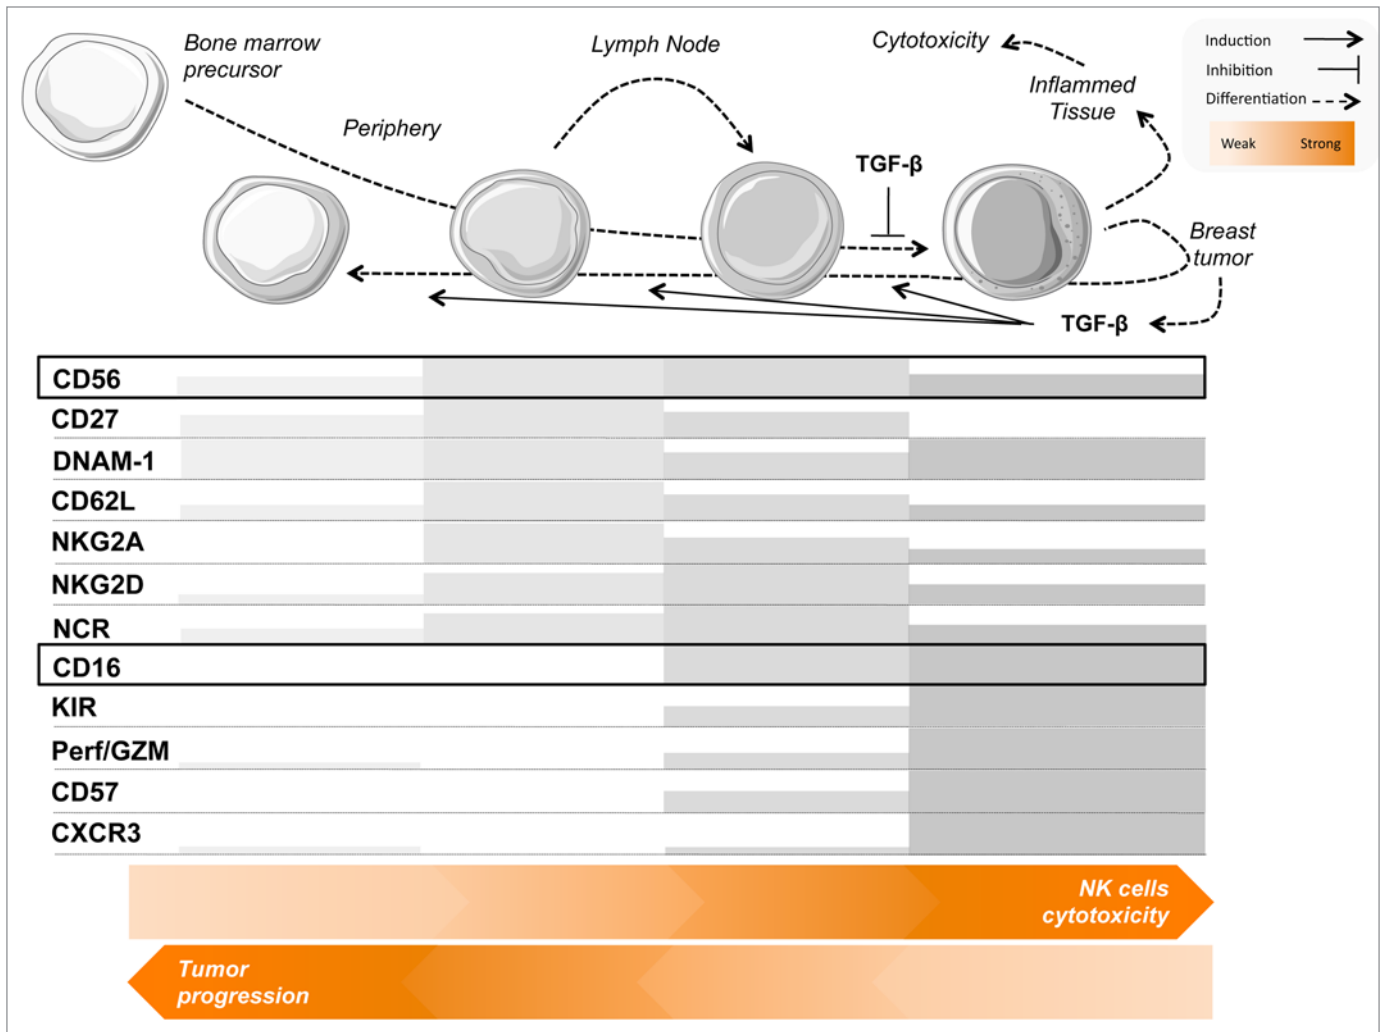 Bone marrow
precursor
Periphery
Lymph Node
Cytotoxicity
Inflammed
Tissue
Induction
Inhibition
Differentiation
Weak
Strong
TGF-β
Breast
tumor
TGF-β
CD56
CD27
DNAM-1
CD62L
NKG2A
NKG2D
NCR
CD16
KIR
Perf/GZM
CD57
CXCR3
NK cells
cytotoxicity
Tumor
progression